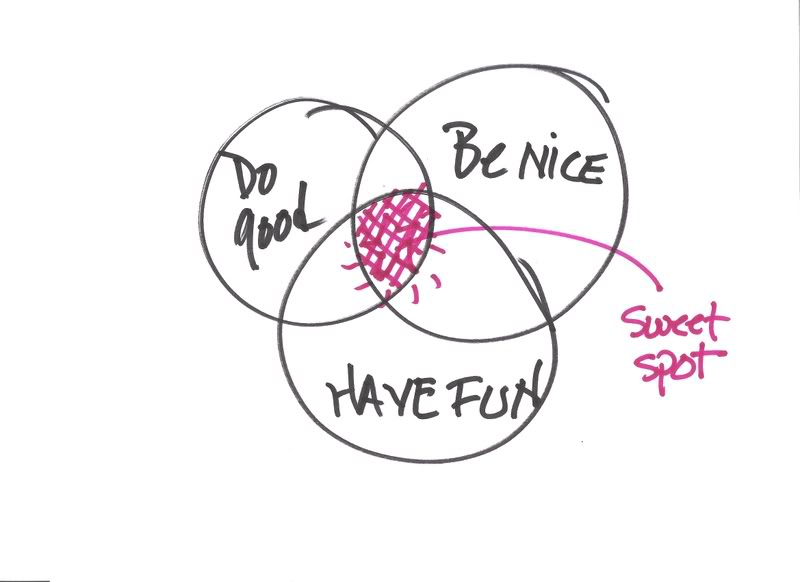 Do
good
Be NICE
HAVE FUN
sweet
spot